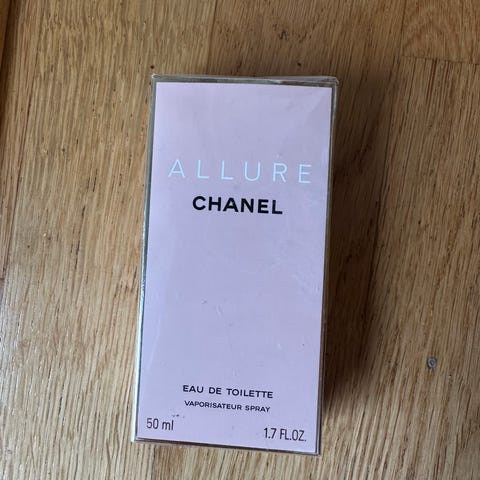 ALLURE
CHANEL
EAU DE TOILETTE
VAPORISATEUR SPRAY
50 ml 1.7 FL.OZ.